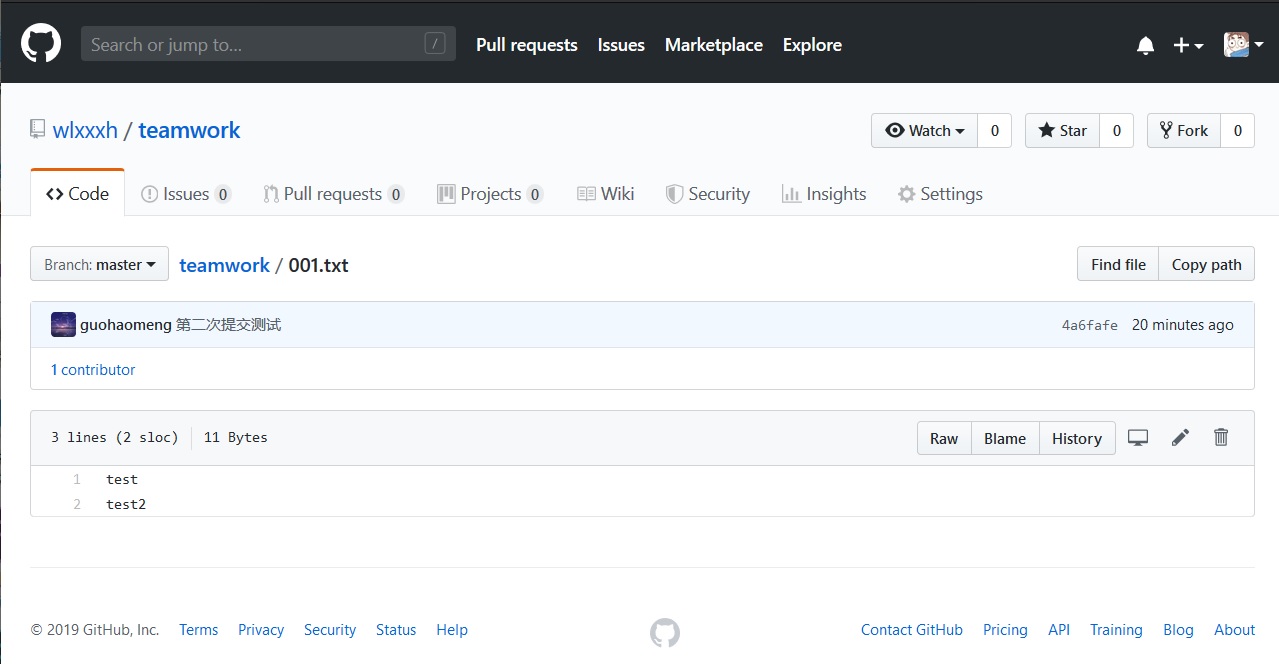 Search or jump to... / Pull requests Issues Marketplace Explore
wlxxxh / teamwork Watch 0 Star 0 Fork 0
Code Issues 0 Pull requests 0 Projects 0 Wiki Security Insights Settings
Branch: master teamwork / 001.txt Find file Copy path
guohaomeng 第二次提交测试 4a6fafe 20 minutes ago
1 contributor
3 lines (2 sloc) 11 Bytes Raw Blame History
1 test
2 test2
© 2019 GitHub, Inc. Terms Privacy Security Status Help Contact GitHub Pricing API Training Blog About